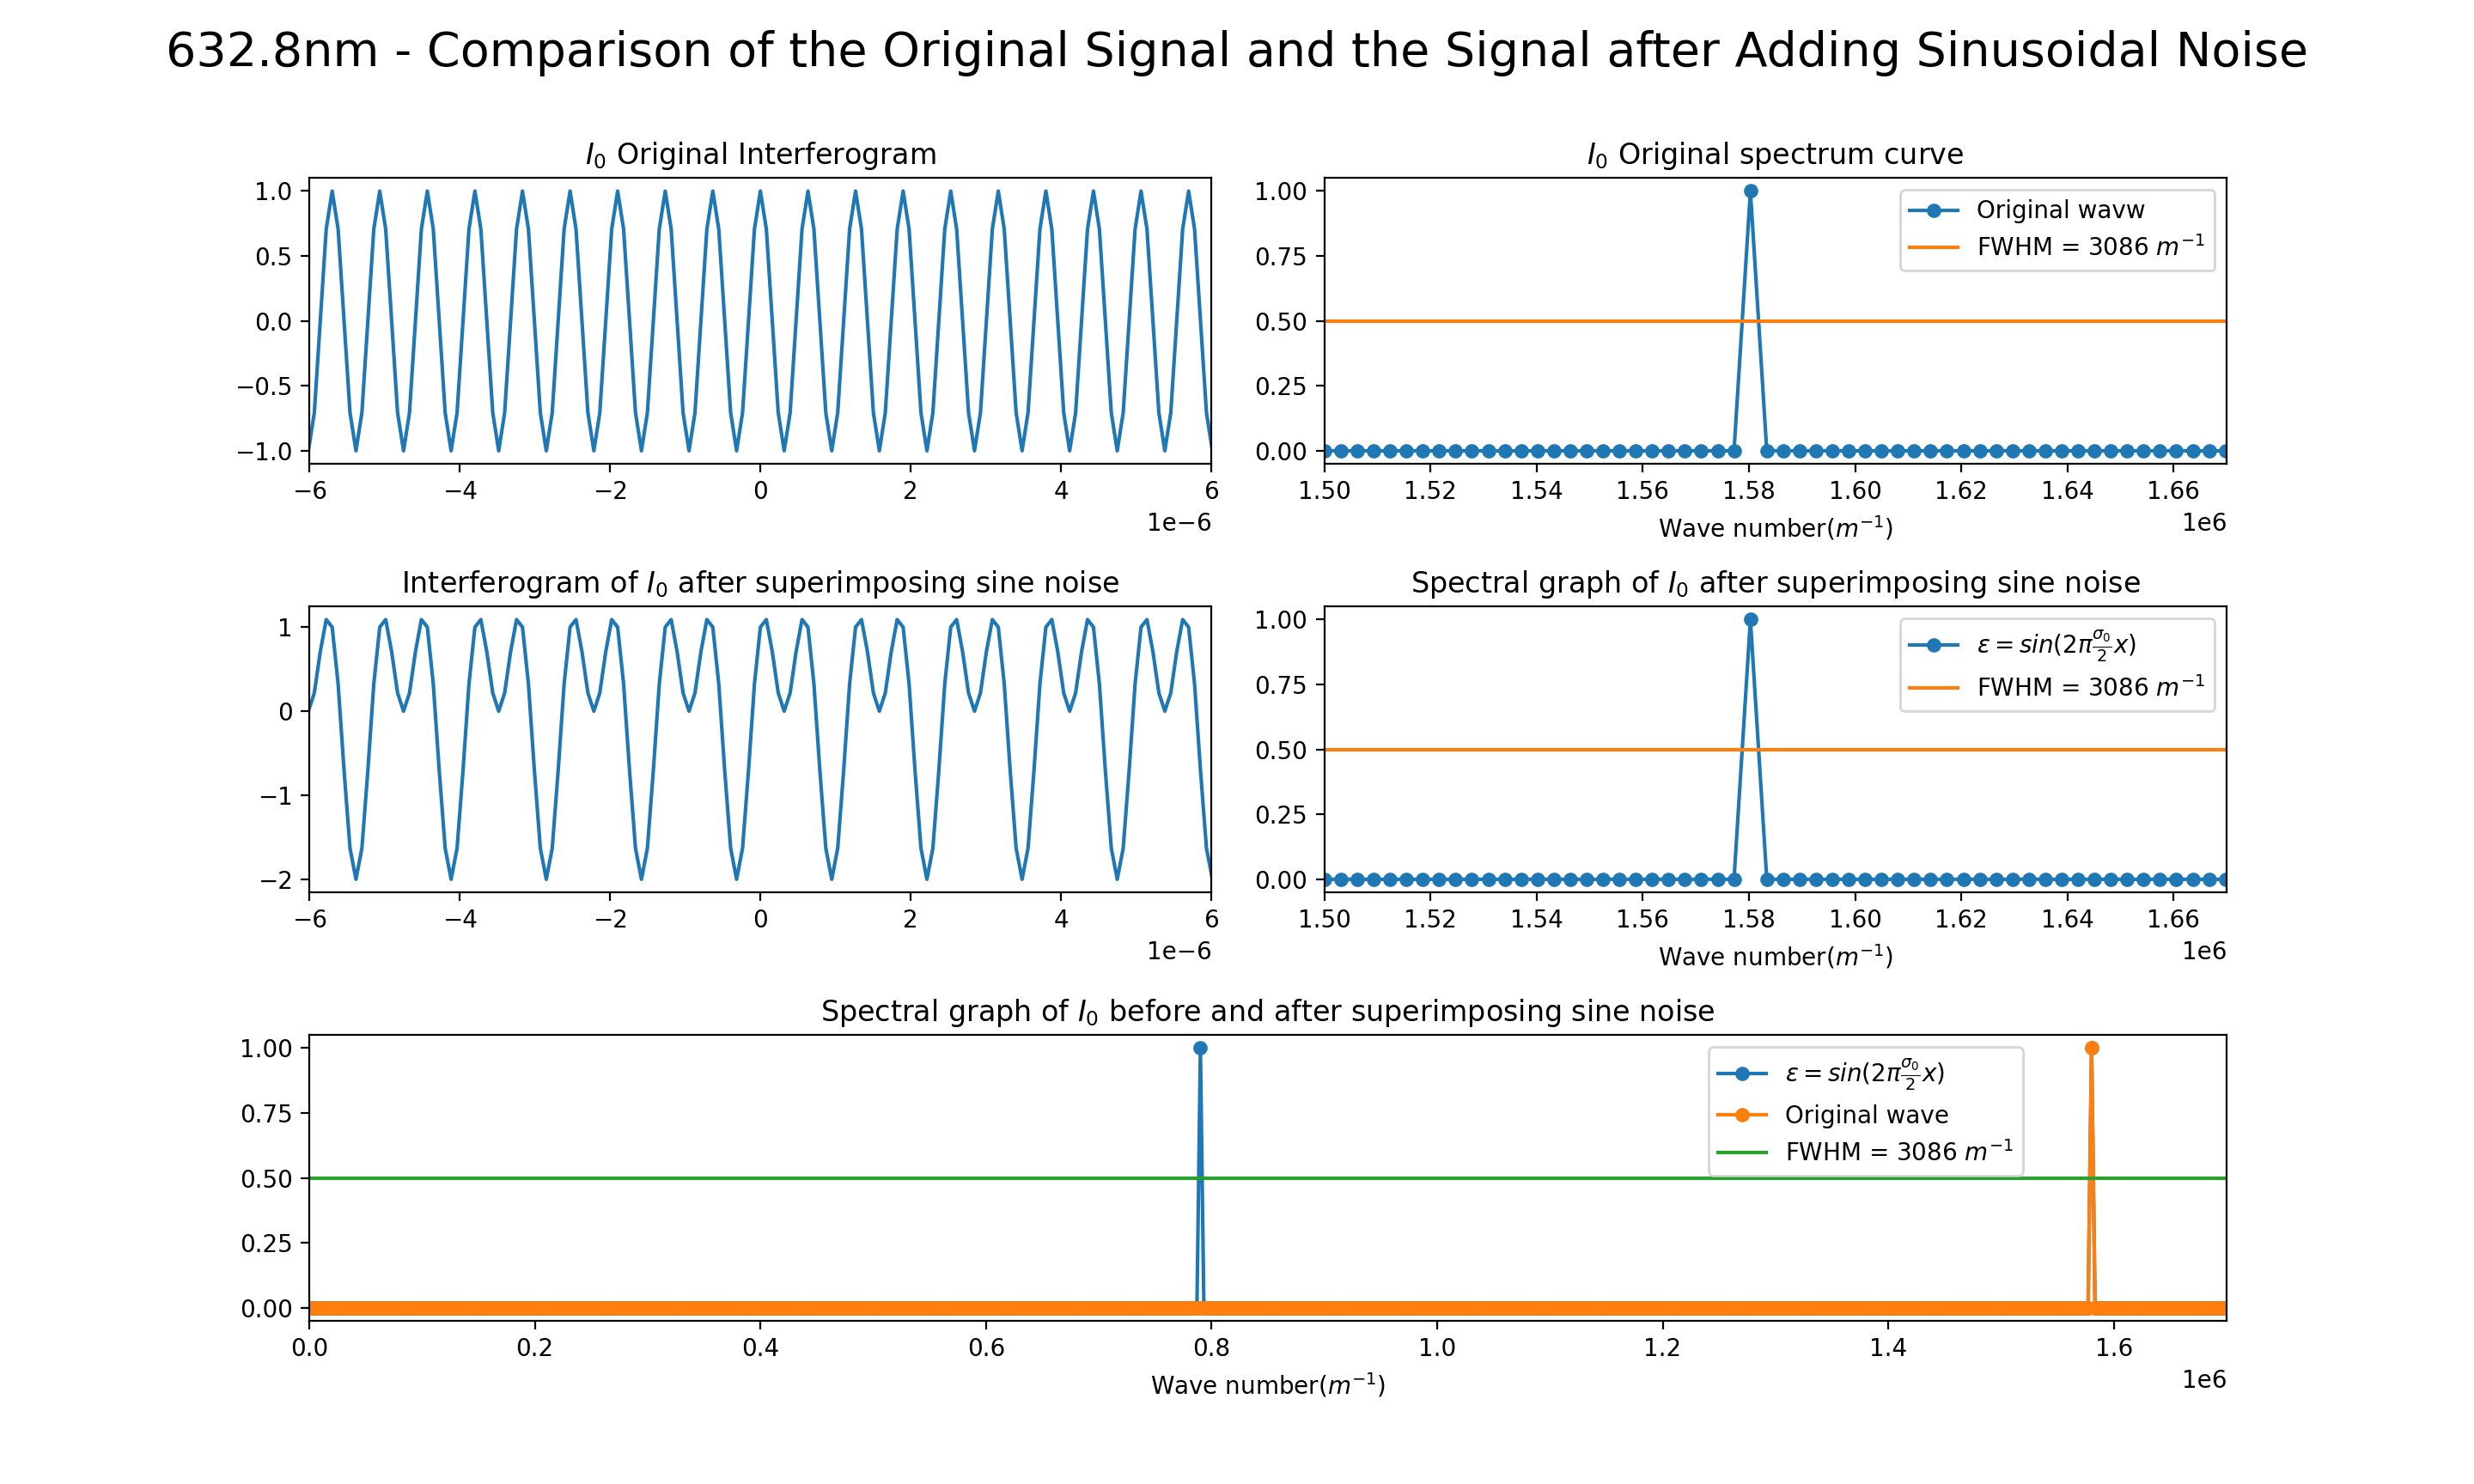 632.8nm - Comparison of the Original Signal and the Signal after Adding Sinusoidal Noise
I₀ Original Interferogram
1.0
0.5
0.0
−0.5
−1.0
−6 −4 −2 0 2 4 6
1e−6
I₀ Original spectrum curve
1.00
0.75
0.50
0.25
0.00
Original wavw
FWHM = 3086 m⁻¹
1.50 1.52 1.54 1.56 1.58 1.60 1.62 1.64 1.66
Wave number(m⁻¹)
1e6
Interferogram of I₀ after superimposing sine noise
1
0
−1
−2
−6 −4 −2 0 2 4 6
1e−6
Spectral graph of I₀ after superimposing sine noise
1.00
0.75
0.50
0.25
0.00
ε = sin(2π σ₀/2 x)
FWHM = 3086 m⁻¹
1.50 1.52 1.54 1.56 1.58 1.60 1.62 1.64 1.66
Wave number(m⁻¹)
1e6
Spectral graph of I₀ before and after superimposing sine noise
1.00
0.75
0.50
0.25
0.00
ε = sin(2π σ₀/2 x)
Original wave
FWHM = 3086 m⁻¹
0.0 0.2 0.4 0.6 0.8 1.0 1.2 1.4 1.6
Wave number(m⁻¹)
1e6